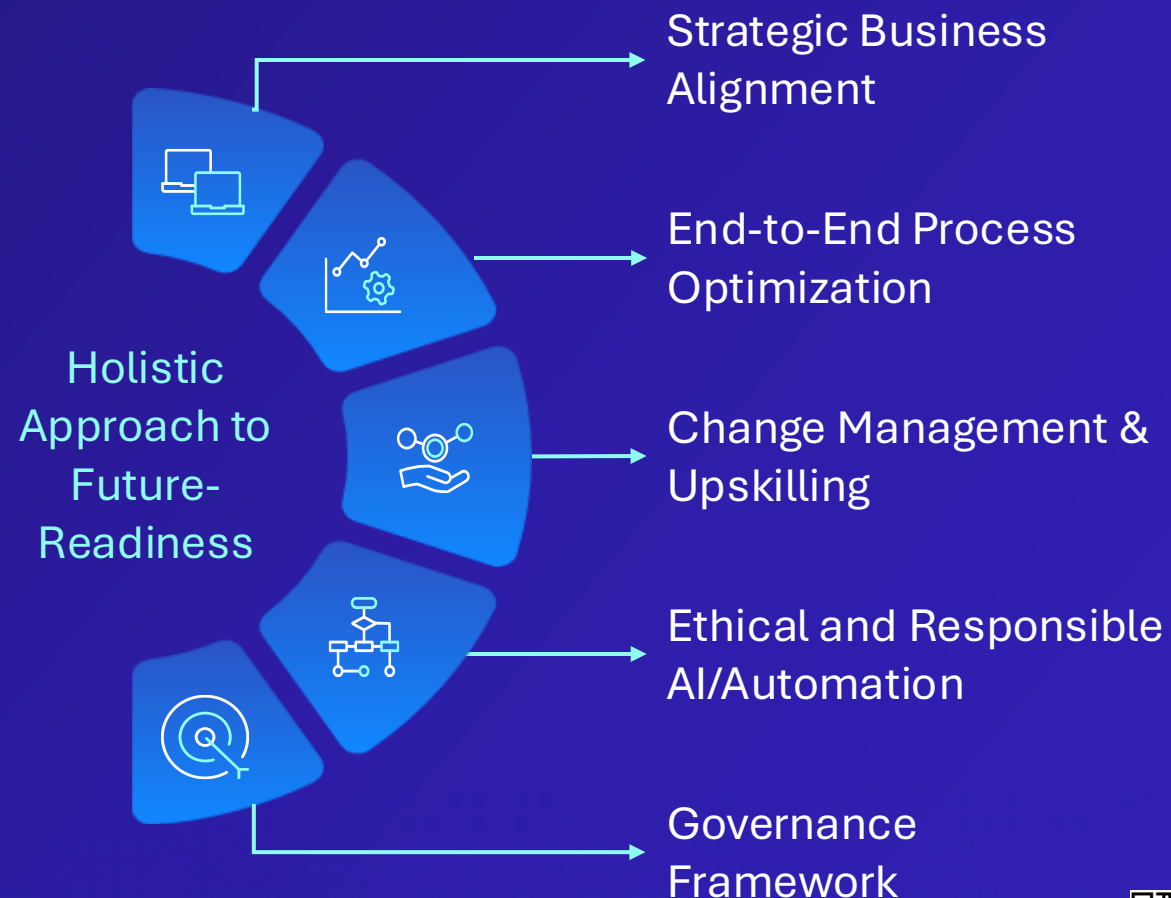 Strategic Business
Alignment
End-to-End Process
Optimization
Holistic
Approach to
Future-
Readiness
Change Management &
Upskilling
Ethical and Responsible
AI/Automation
Governance
Framework